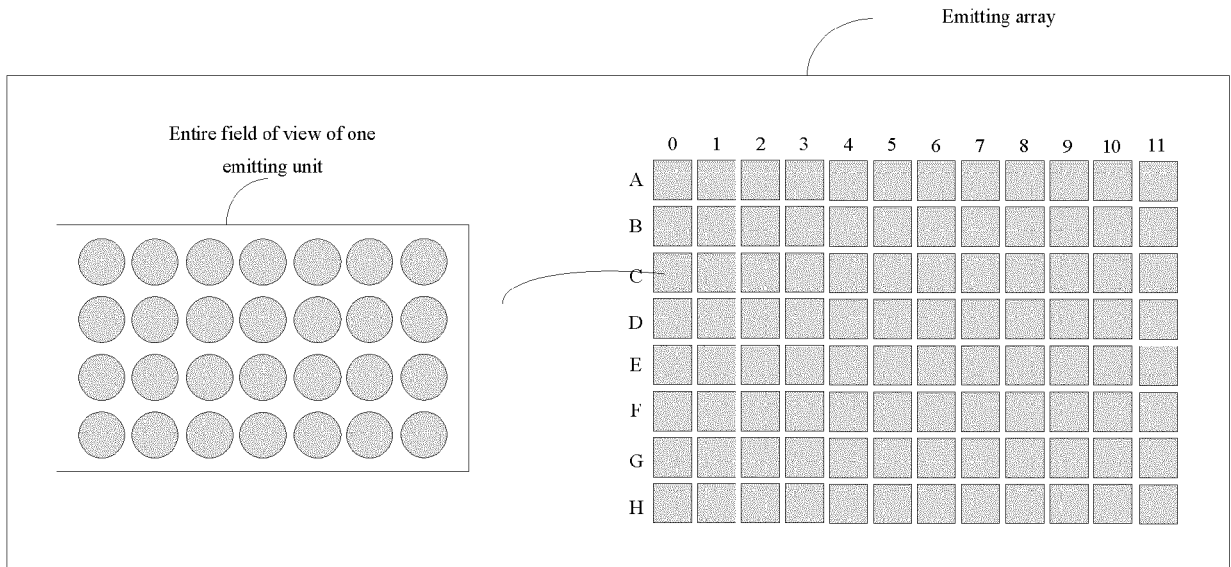 Emitting array
Entire field of view of one
emitting unit
0 1 2 3 4 5 6 7 8 9 10 11
A
B
C
D
E
F
G
H